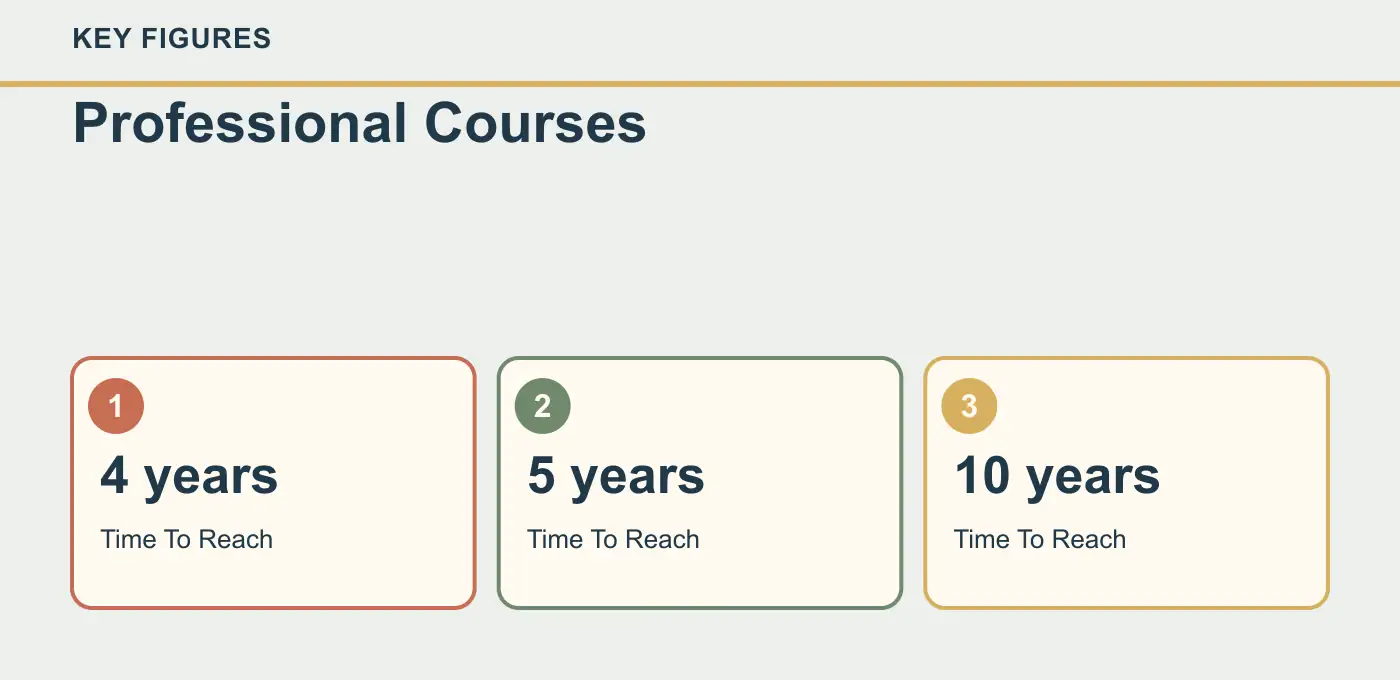 KEY FIGURES
Professional Courses
1
4 years
Time To Reach
2
5 years
Time To Reach
3
10 years
Time To Reach